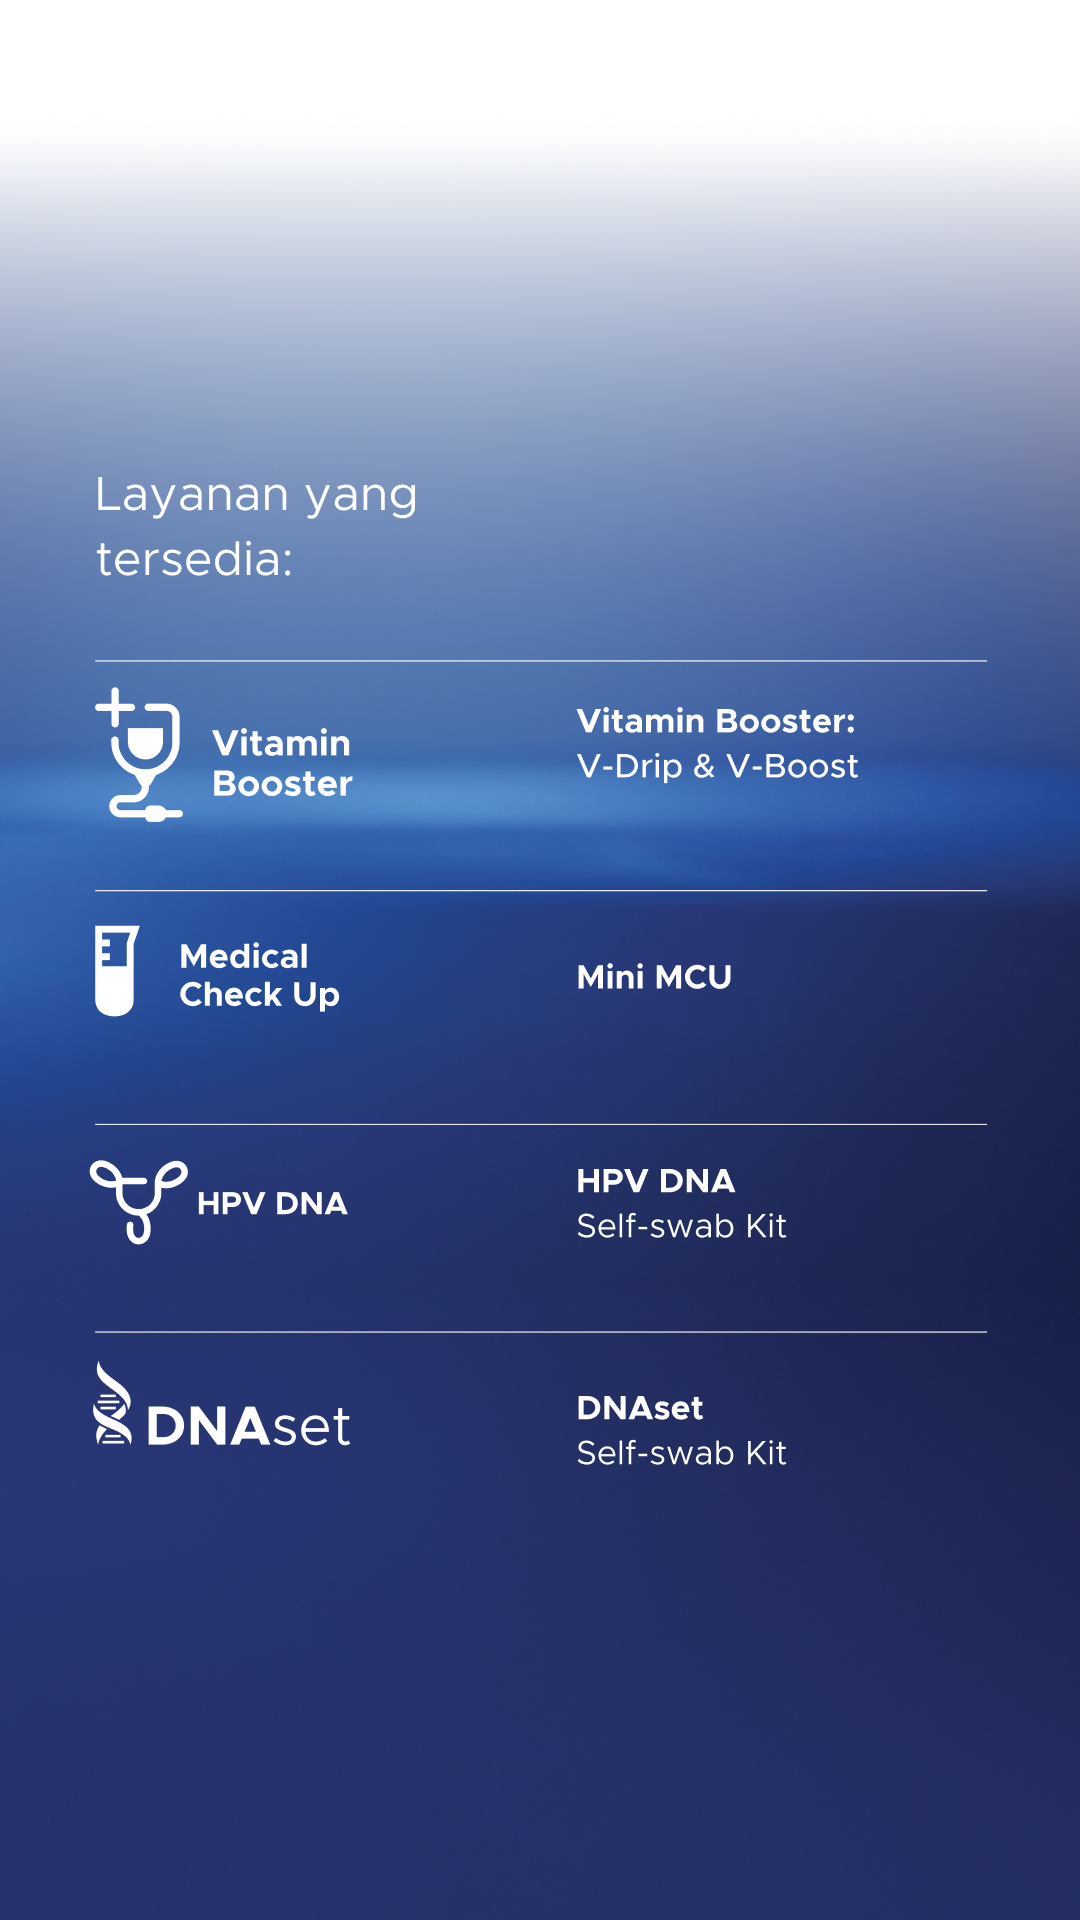 Layanan yang
tersedia:
Vitamin
Booster
Vitamin Booster:
V-Drip & V-Boost
Medical
Check Up
Mini MCU
HPV DNA
HPV DNA
Self-swab Kit
DNAset
DNAset
Self-swab Kit